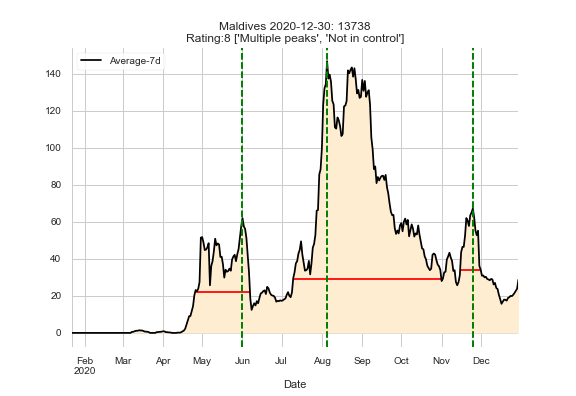 Maldives 2020-12-30: 13738
Rating:8 ['Multiple peaks', 'Not in control']
Average-7d
140
120
100
80
60
40
20
0
Feb Mar Apr May Jun Jul Aug Sep Oct Nov Dec
2020
Date